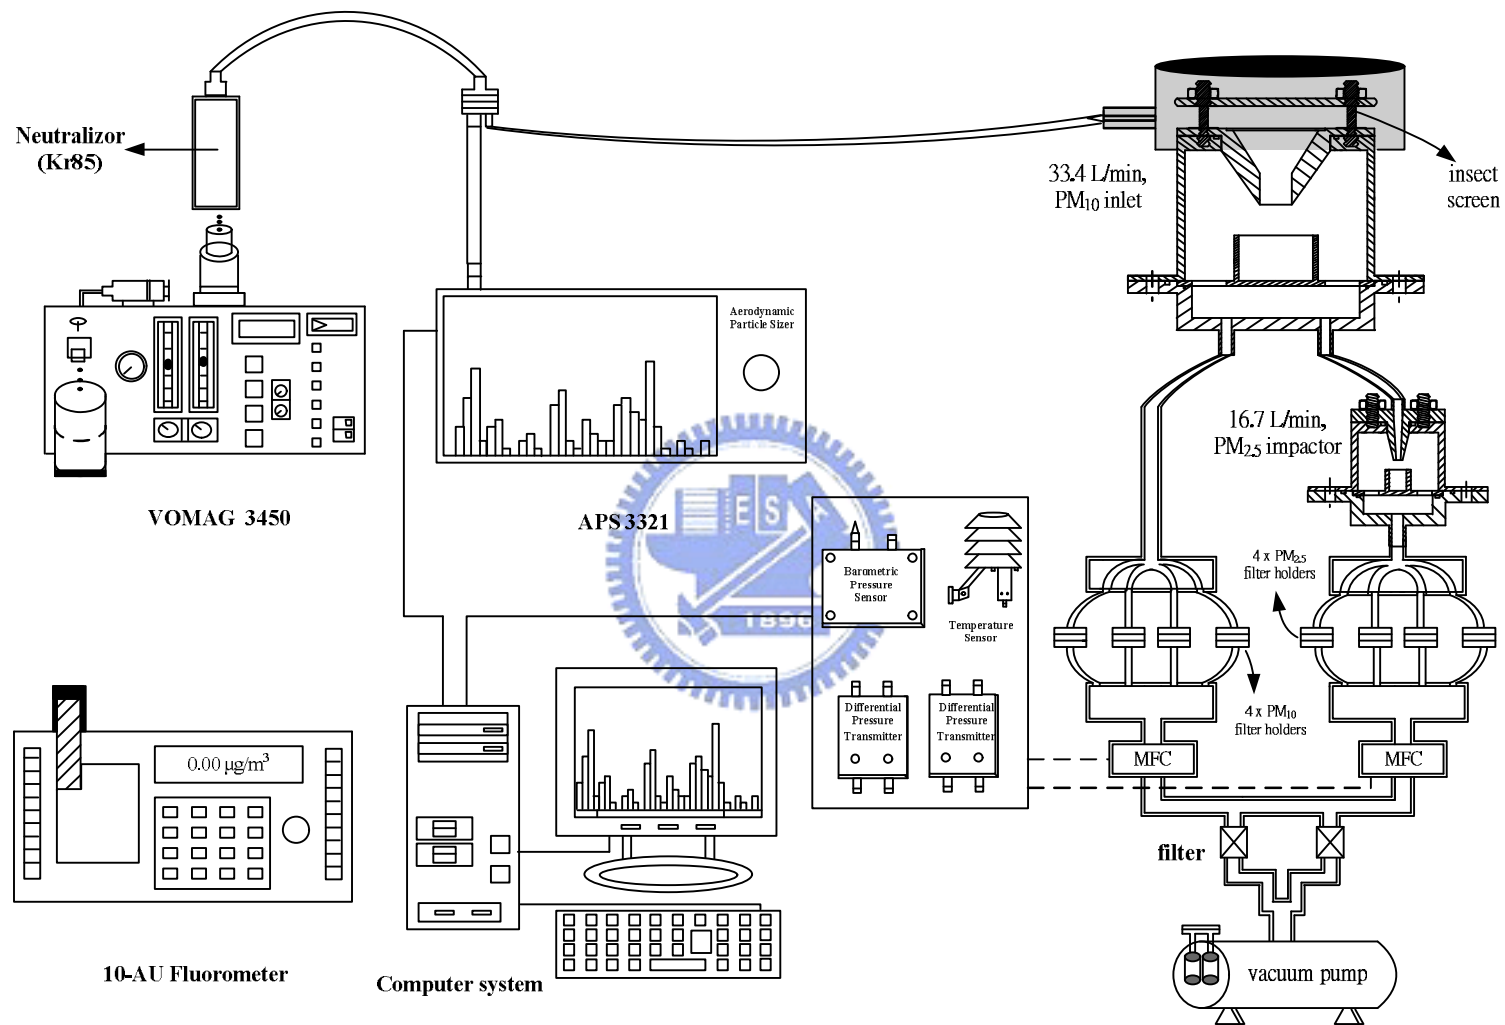 Neutralizor
(Kr85)
33.4 L/min,
PM10 inlet
insect
screen
Aerodynamic
Particle Sizer
16.7 L/min,
PM2.5 impactor
VOMAG 3450
APS 3321
ES
1896
Barometric
Pressure
Sensor
Temperature
Sensor
4 x PM2.5
filter holders
Differential
Pressure
Transmitter
Differential
Pressure
Transmitter
4 x PM10
filter holders
MFC
MFC
0.00 µg/m³
filter
10-AU Fluorometer
Computer system
vacuum pump